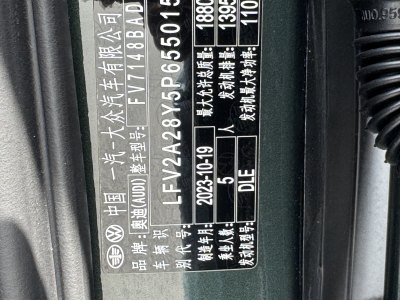 中国 一汽-大众汽车有限公司
品牌: 奥迪(AUDI) 整车型号: FV7148BAD
车辆识别代号: LFV2A28Y5P655015
制造年月: 2023-10-19 最大允许总质量: 1880
乘坐人数: 5 人 发动机排量: 1395
发动机型号: DLE 发动机最大净功率: 110